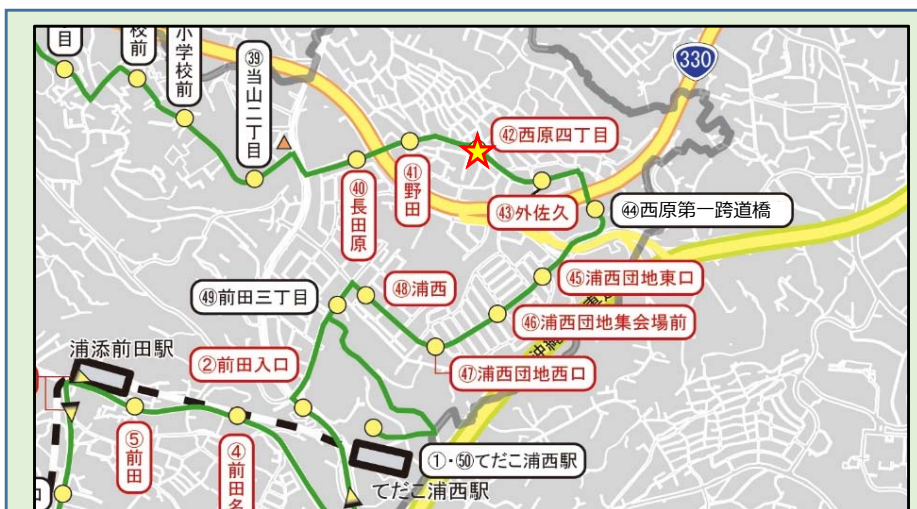 目
校前
小学校前
㊴当山二丁目
330
㊵長田原
㊶野田
㊷西原四丁目
㊸外佐久
㊹西原第一跨道橋
㊺浦西団地東口
㊻浦西団地集会場前
㊼浦西団地西口
㊽浦西
㊾前田三丁目
沖縄
道
浦添前田駅
②前田入口
⑤前田
④前田名
①・㊿てだこ浦西駅
てだこ浦西駅
口